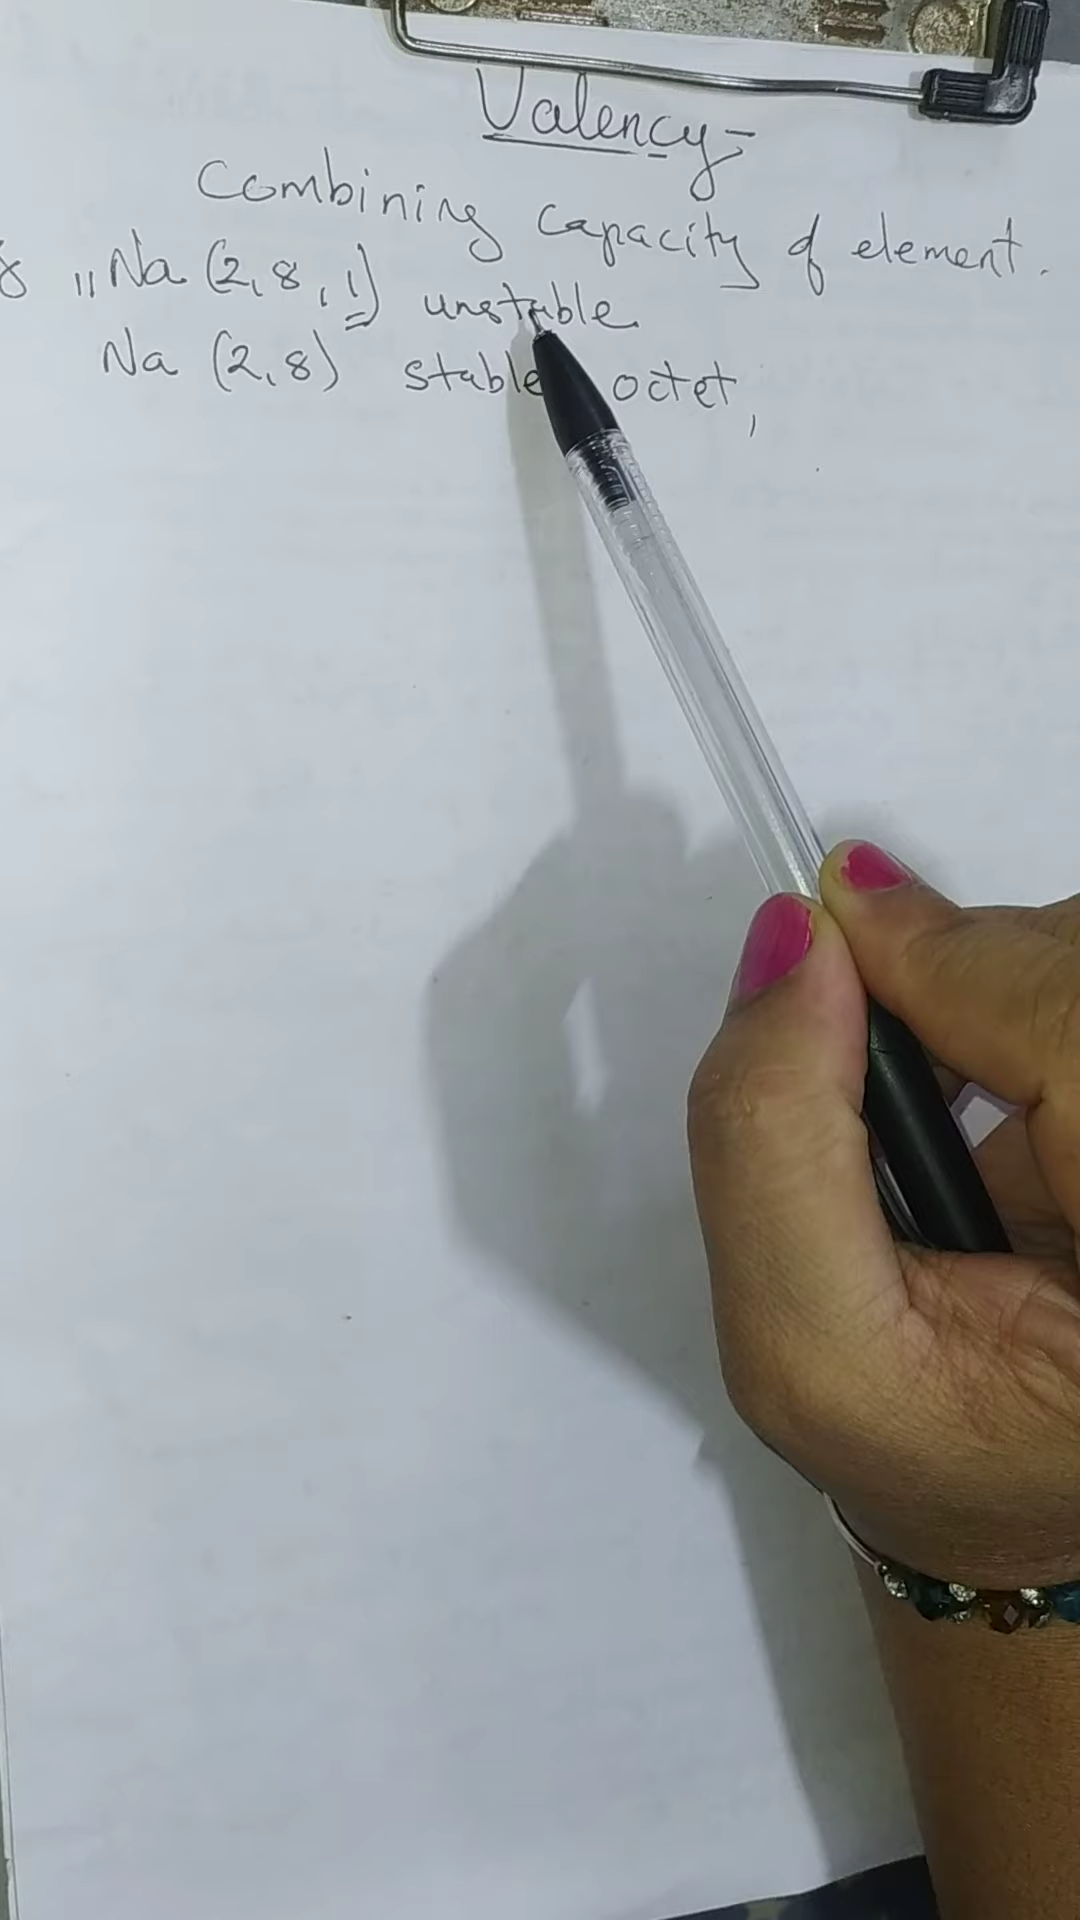 Valency-
Combining capacity of element.
11Na (2,8,1) unstable
Na (2,8) stable octet,